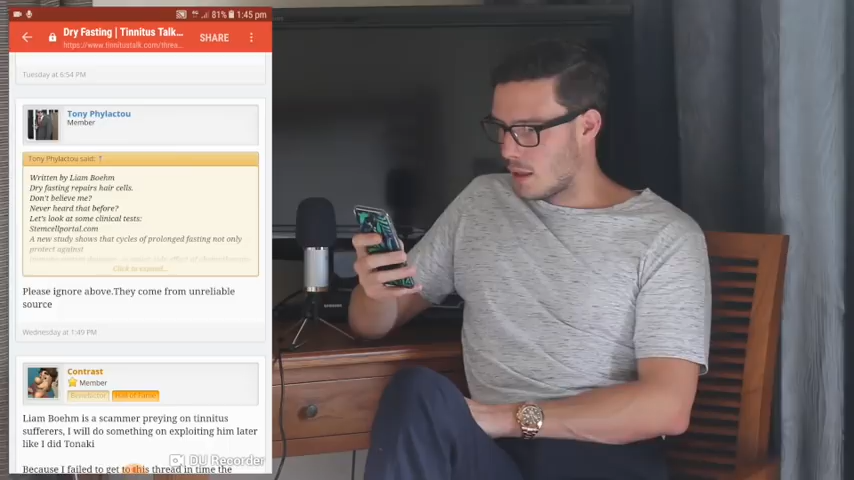 81% 1:45 pm
Dry Fasting | Tinnitus Talk...
https://www.tinnitustalk.com/threa...
SHARE
Tuesday at 6:54 PM
Tony Phylactou
Member
Tony Phylactou said:
Written by Liam Boehm
Dry fasting repairs hair cells.
Don't believe me?
Never heard that before?
Let's look at some clinical tests:
Stemcellportal.com
A new study shows that cycles of prolonged fasting not only
protect against
Click to expand...
Please ignore above.They come from unreliable
source
Wednesday at 1:49 PM
Contrast
Member
Benefactor Hall of Fame
Liam Boehm is a scammer preying on tinnitus
sufferers, I will do something on exploiting him later
like I did Tonaki
Because I failed to get to this thread in time the
DU Recorder
SAMSUNG